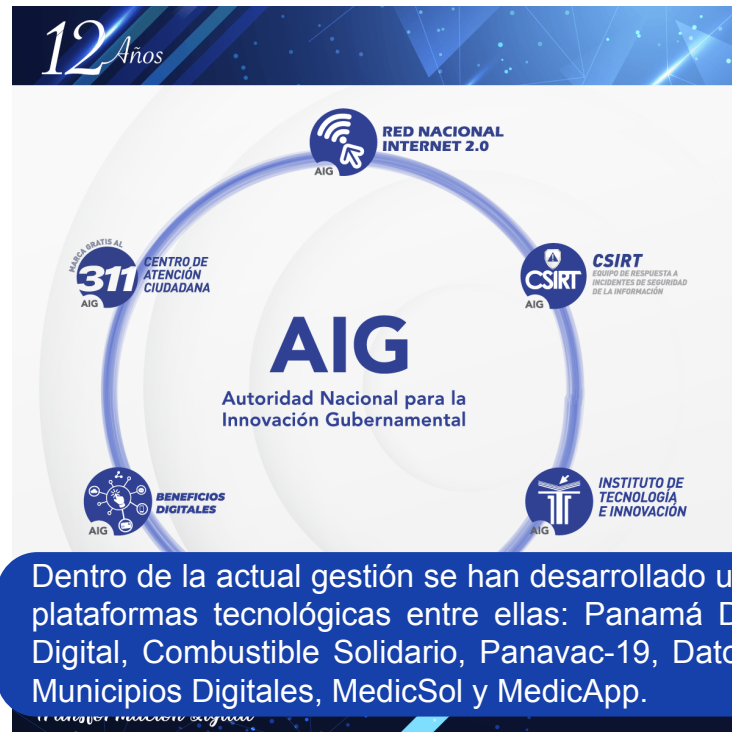 12 Años
RED NACIONAL
INTERNET 2.0
AIG
MARCA GRATIS AL
311
AIG
CENTRO DE
ATENCIÓN
CIUDADANA
CSIRT
AIG
CSIRT
EQUIPO DE RESPUESTA A
INCIDENTES DE SEGURIDAD
DE LA INFORMACIÓN
AIG
Autoridad Nacional para la
Innovación Gubernamental
BENEFICIOS
DIGITALES
AIG
INSTITUTO DE
TECNOLOGÍA
E INNOVACIÓN
AIG
Dentro de la actual gestión se han desarrollado u
plataformas tecnológicas entre ellas: Panamá D
Digital, Combustible Solidario, Panavac-19, Dato
Municipios Digitales, MedicSol y MedicApp.
Transformación Digital